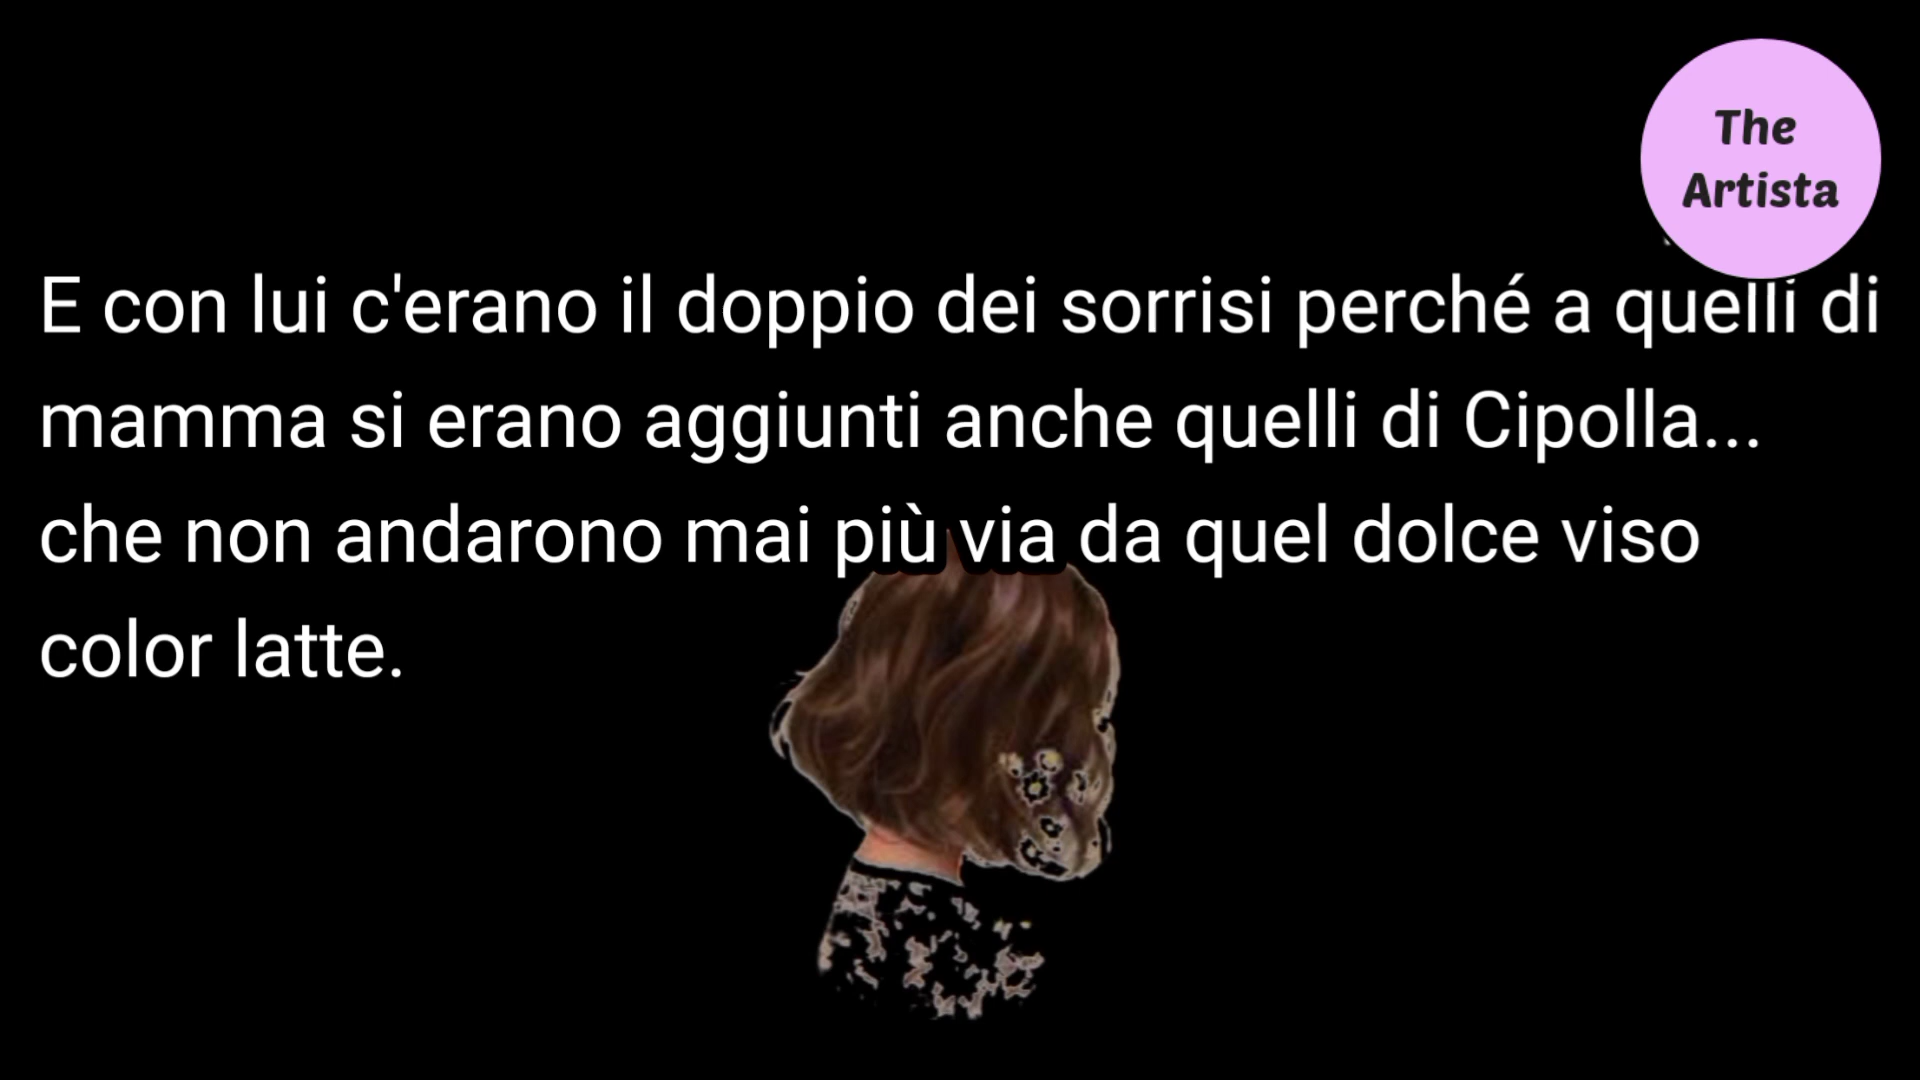 The
Artista
E con lui c'erano il doppio dei sorrisi perché a quelli di
mamma si erano aggiunti anche quelli di Cipolla...
che non andarono mai più via da quel dolce viso
color latte.